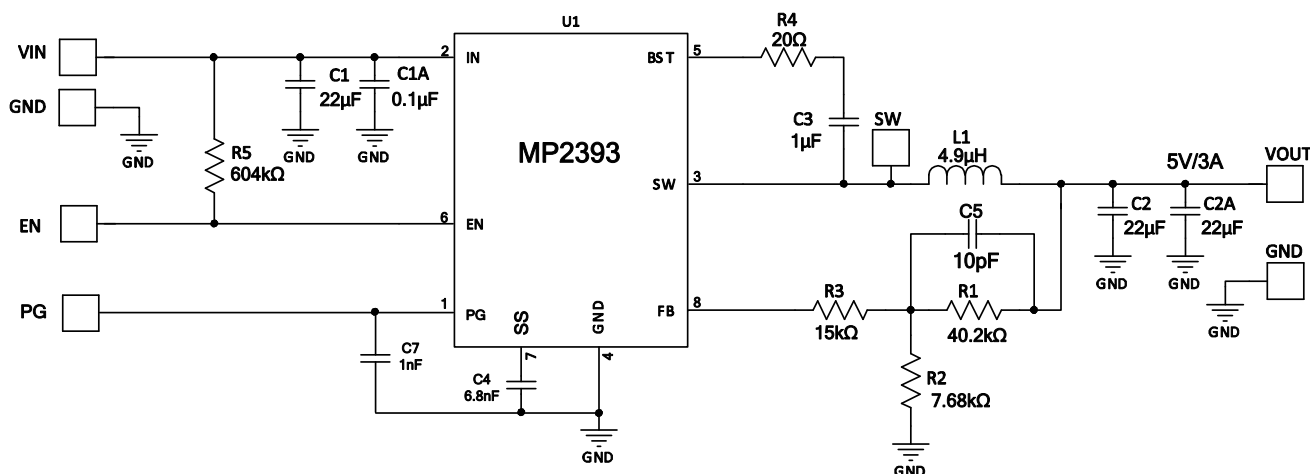 U1
VIN
GND
GND
EN
PG
R5
604kΩ
C1
22µF
GND
C1A
0.1µF
GND
C7
1nF
2
IN
6
EN
1
PG
MP2393
BST
5
SW
3
FB
8
SS
7
GND
4
C4
6.8nF
GND
R4
20Ω
C3
1µF
SW
L1
4.9µH
5V/3A
VOUT
C5
10pF
R3
15kΩ
R1
40.2kΩ
R2
7.68kΩ
GND
C2
22µF
GND
C2A
22µF
GND
GND
GND